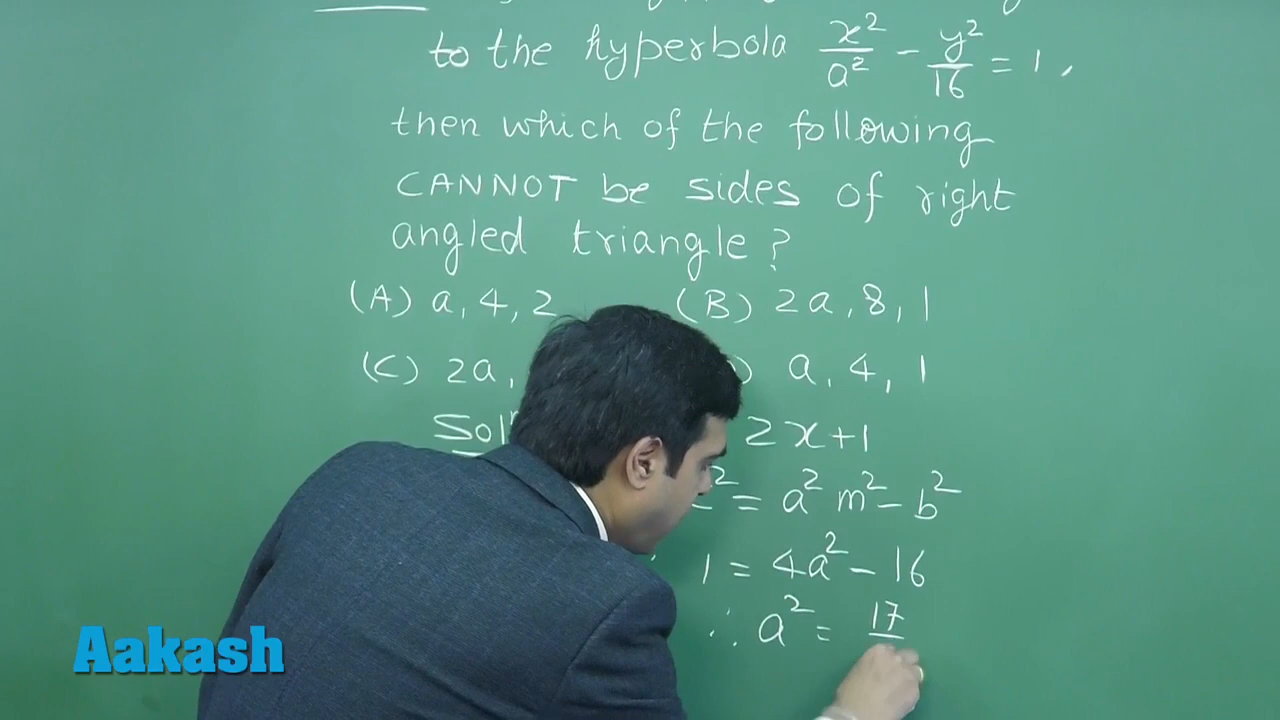 to the hyperbola x²/a² - y²/16 = 1,
then which of the following
CANNOT be sides of right
angled triangle?
(A) a, 4, 2 (B) 2a, 8, 1
(C) 2a, ) a, 4, 1
Sol 2x+1
² = a²m² - b²
1 = 4a² - 16
∴ a² = 17
Aakash